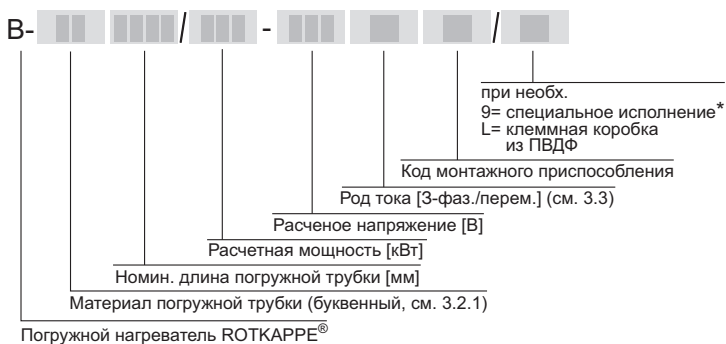 В- / - /
при необх.
9= специальное исполнение*
L= клеммная коробка
из ПВДФ
Код монтажного приспособления
Род тока [3-фаз./перем.] (см. 3.3)
Расченое напряжение [В]
Расчетная мощность [кВт]
Номин. длина погружной трубки [мм]
Материал погружной трубки (буквенный, см. 3.2.1)
Погружной нагреватель ROTKAPPE®